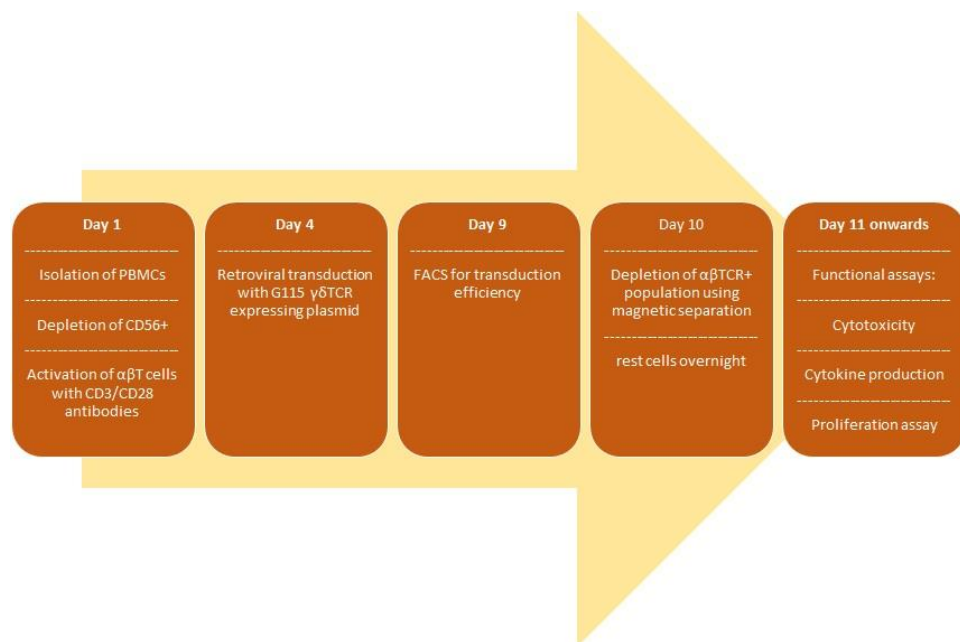 Day 1
Isolation of PBMCs
Depletion of CD56+
Activation of αβT cells
with CD3/CD28
antibodies
Day 4
Retroviral transduction
with G115 γδTCR
expressing plasmid
Day 9
FACS for transduction
efficiency
Day 10
Depletion of αβTCR+
population using
magnetic separation
rest cells overnight
Day 11 onwards
Functional assays:
Cytotoxicity
Cytokine production
Proliferation assay